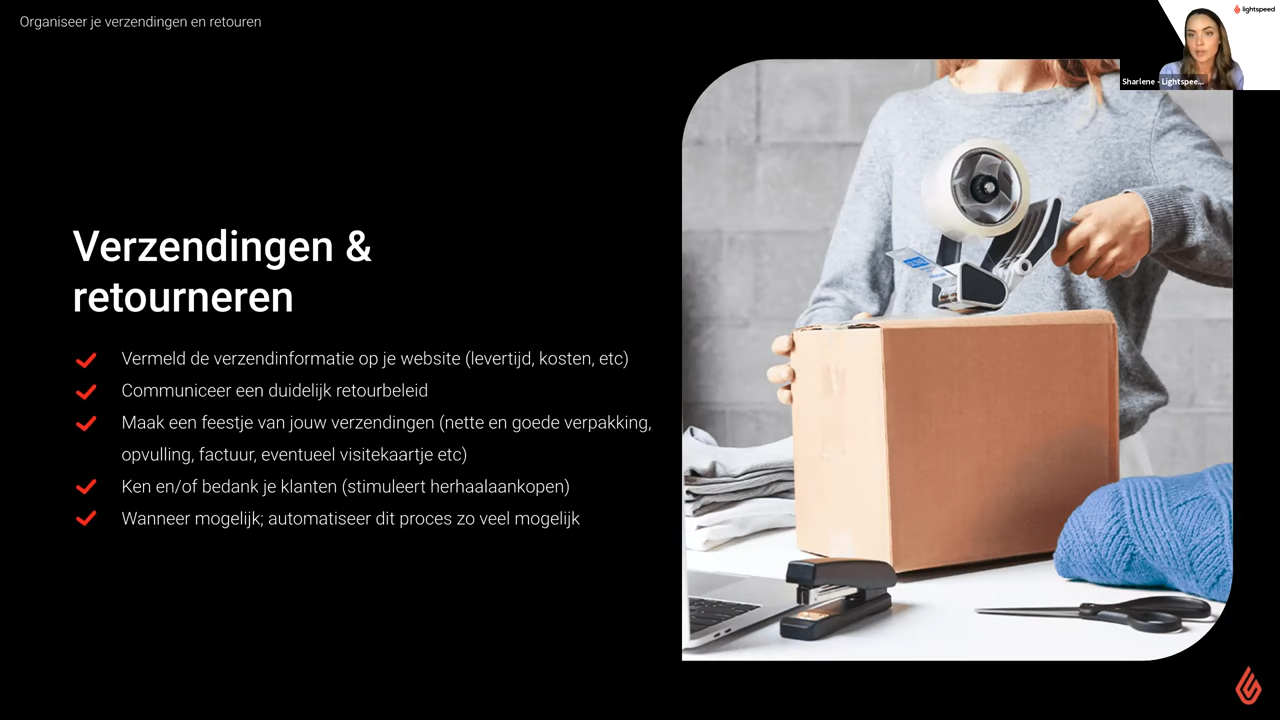 Organiseer je verzendingen en retouren
lightspeed
Sharlene - Lightspee...
Verzendingen &
retourneren
Vermeld de verzendinformatie op je website (levertijd, kosten, etc)
Communiceer een duidelijk retourbeleid
Maak een feestje van jouw verzendingen (nette en goede verpakking,
opvulling, factuur, eventueel visitekaartje etc)
Ken en/of bedank je klanten (stimuleert herhaalaankopen)
Wanneer mogelijk; automatiseer dit proces zo veel mogelijk